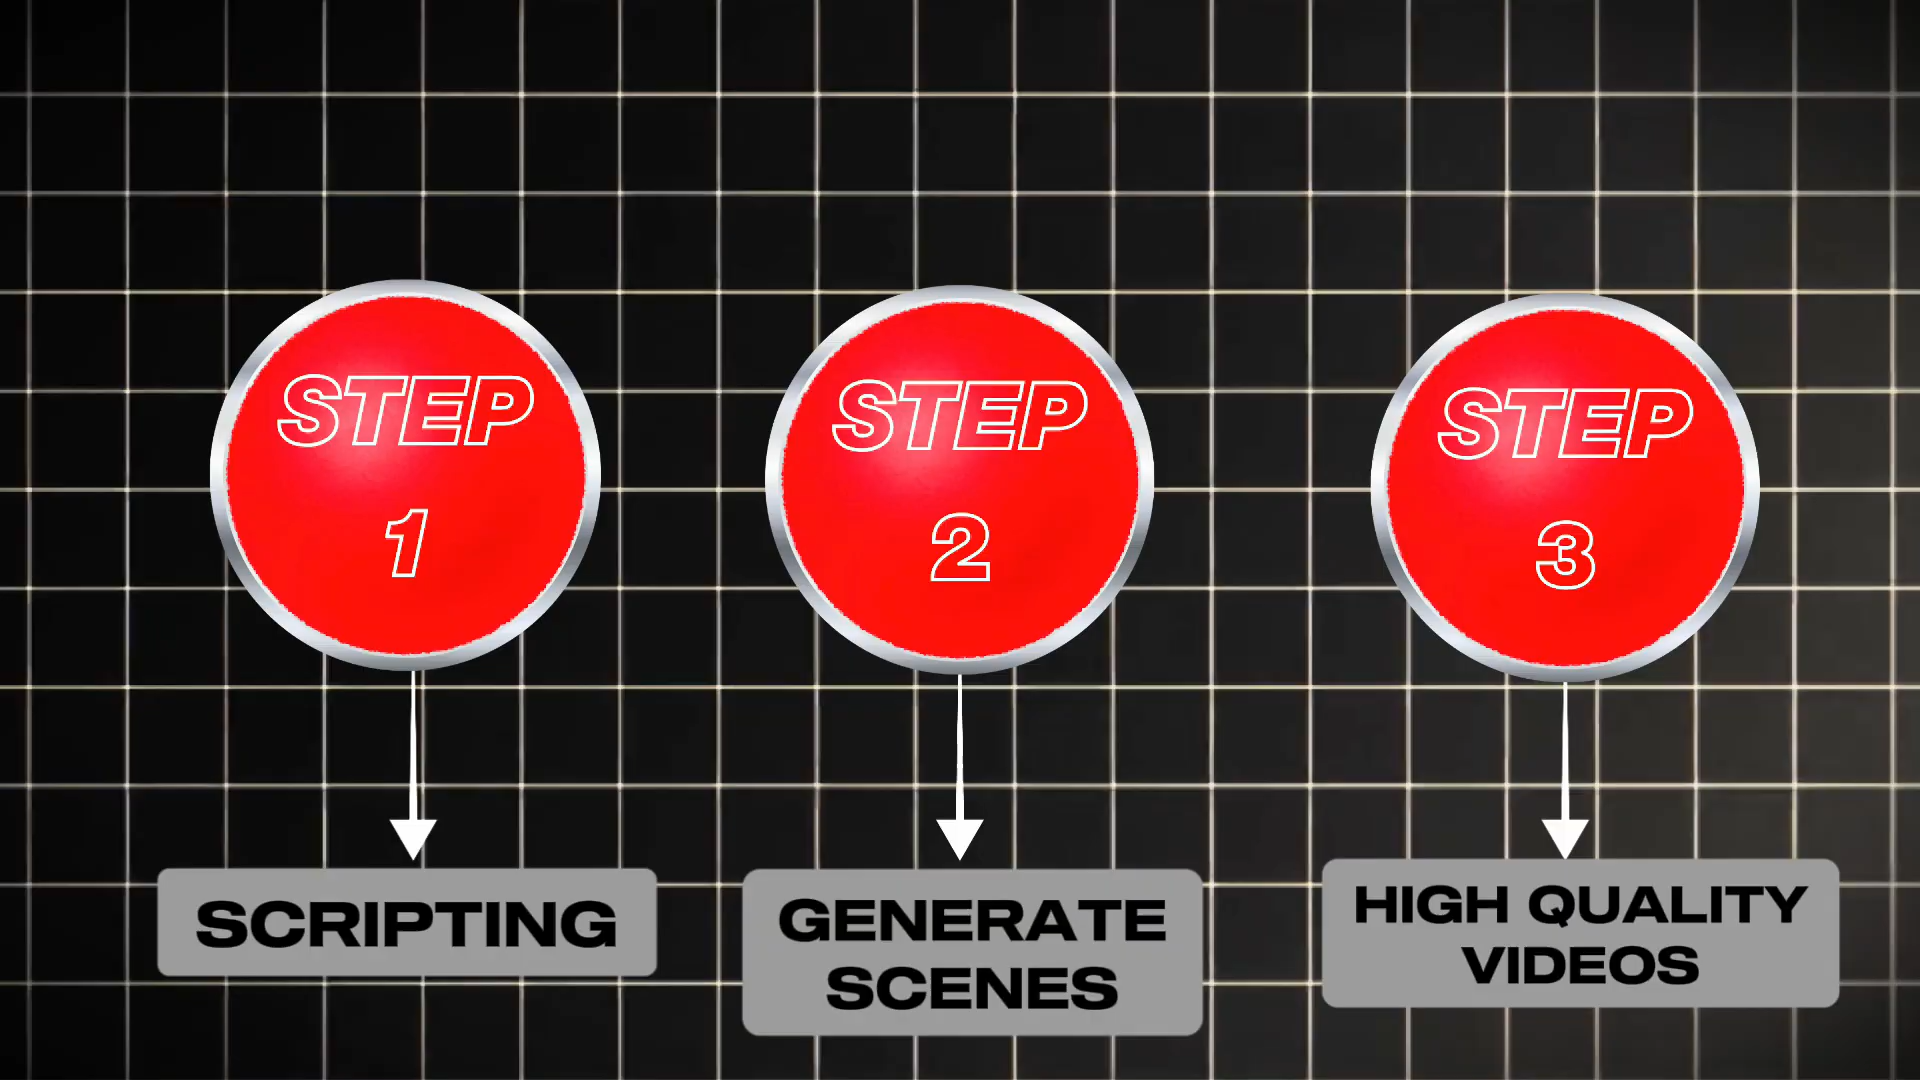 STEP
1
SCRIPTING
STEP
2
GENERATE
SCENES
STEP
3
HIGH QUALITY
VIDEOS